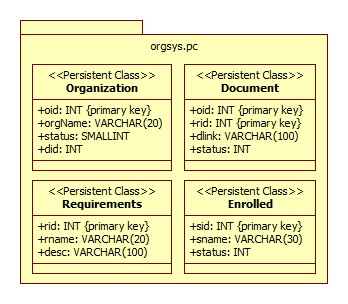 orgsys.pc
<<Persistent Class>>
Organization
+oid: INT {primary key}
+orgName: VARCHAR(20)
+status: SMALLINT
+did: INT
<<Persistent Class>>
Document
+oid: INT {primary key}
+rid: INT {primary key}
+dlink: VARCHAR(100)
+status: INT
<<Persistent Class>>
Requirements
+rid: INT {primary key}
+rname: VARCHAR(20)
+desc: VARCHAR(100)
<<Persistent Class>>
Enrolled
+sid: INT {primary key}
+sname: VARCHAR(30)
+status: INT